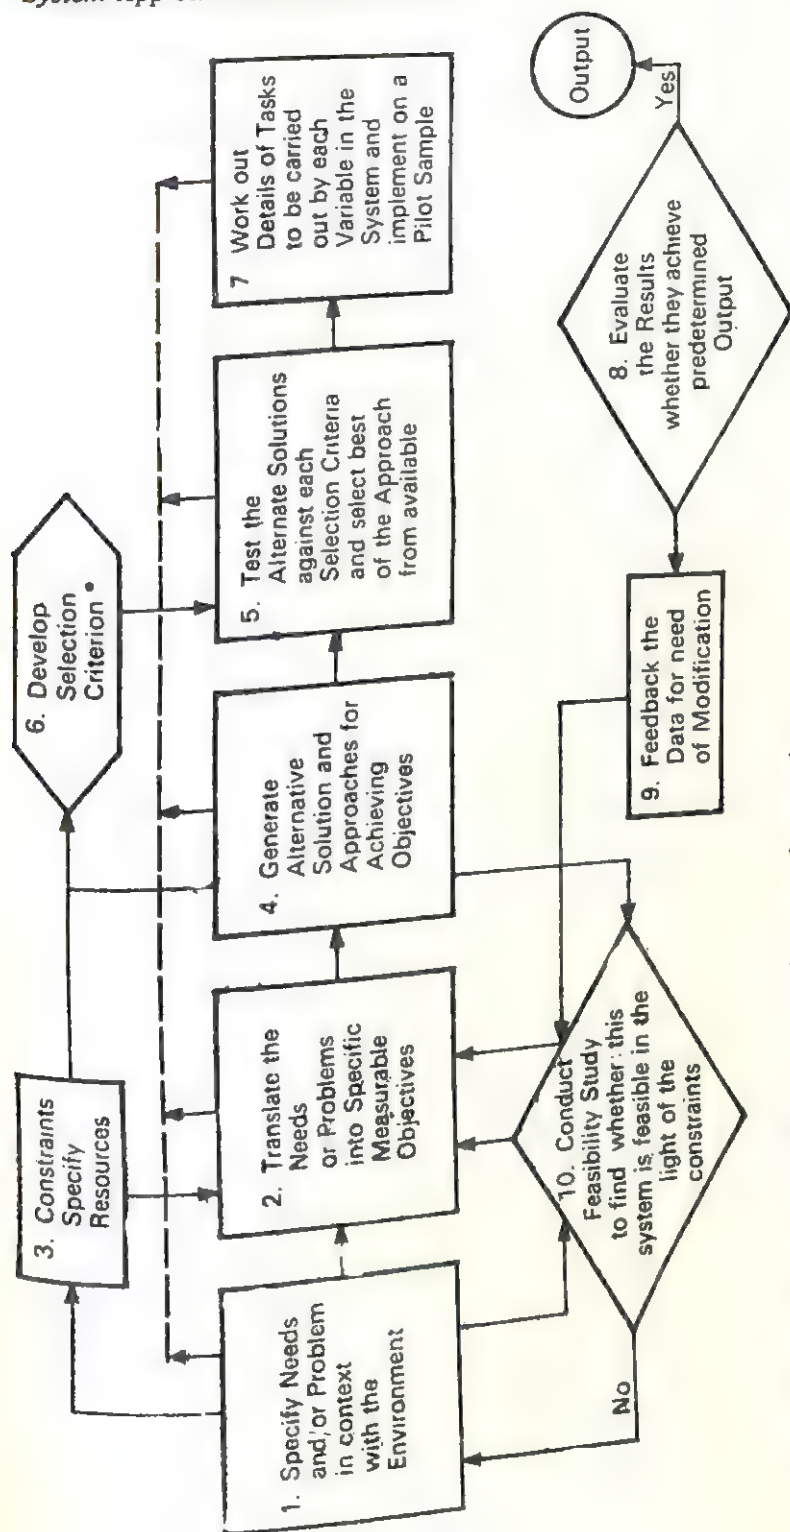 System App
6. Develop
Selection
Criterion*
3. Constraints
Specify
Resources
1. Specify Needs
and/or Problem
in context
with the
Environment
2. Translate the
Needs
or Problems
into Specific
Measurable
Objectives
4. Generate
Alternative
Solution and
Approaches for
Achieving
Objectives
5. Test the
Alternate Solutions
against each
Selection Criteria
and select best
of the Approach
from available
7 Work out
Details of Tasks
to be carried
out by each
Variable in the
System and
implement on a
Pilot Sample
No
10. Conduct
Feasibility Study
to find whether: this
system is feasible in the
light of the
constraints
9. Feedback the
Data for need
of Modification
8. Evaluate
the Results
whether they achieve
predetermined
Output
Yes
Output